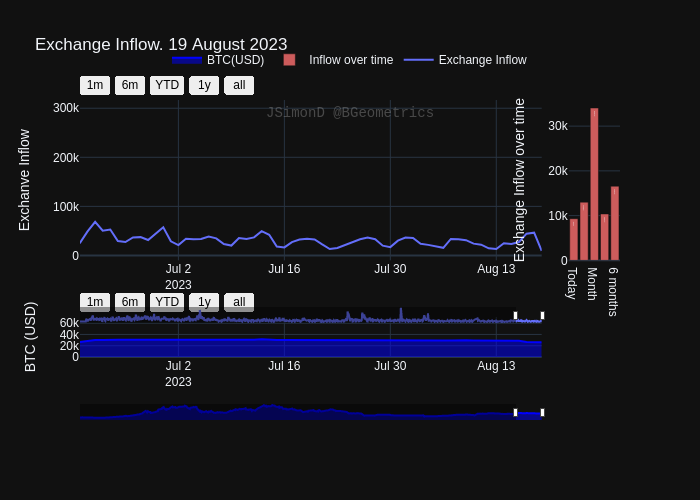 Exchange Inflow. 19 August 2023
BTC(USD)
Inflow over time
Exchange Inflow
1m
6m
YTD
1y
all
JSimonD @BGeometrics
Exchanve Inflow
300k
200k
100k
0
Jul 2
2023
Jul 16
Jul 30
Aug 13
Exchange Inflow over time
30k
20k
10k
0
Today
Month
6 months
1m
6m
YTD
1y
all
BTC (USD)
60k
40k
20k
0
Jul 2
2023
Jul 16
Jul 30
Aug 13